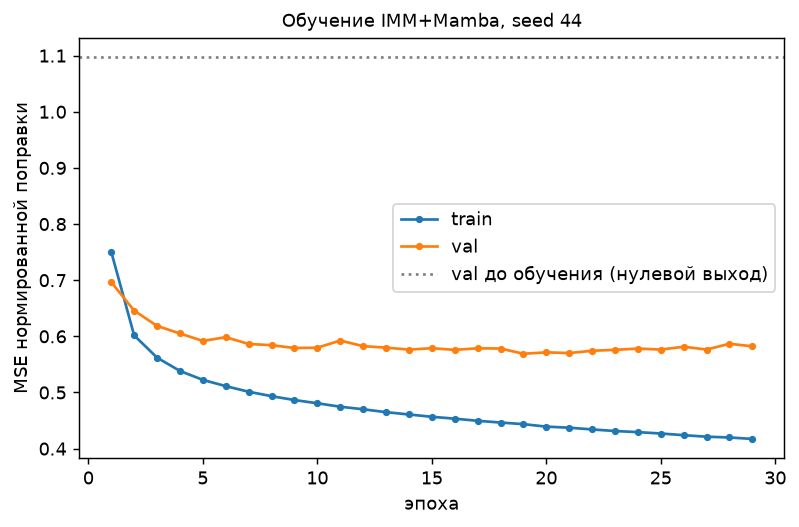 Обучение IMM+Mamba, seed 44
MSE нормированной поправки
1.1
1.0
0.9
0.8
0.7
0.6
0.5
0.4
train
val
val до обучения (нулевой выход)
0 5 10 15 20 25 30
эпоха